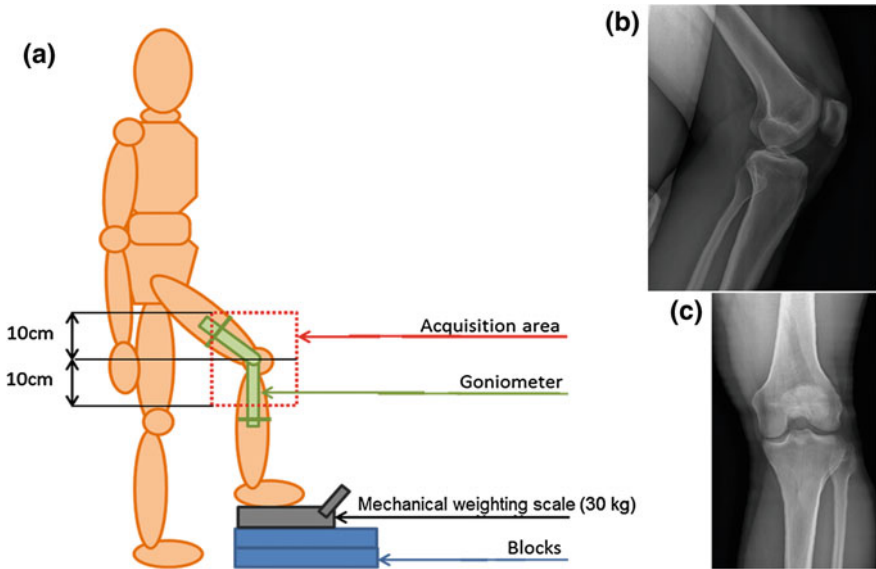 (a)
10cm
10cm
Acquisition area
Goniometer
Mechanical weighting scale (30 kg)
Blocks
(b)
(c)